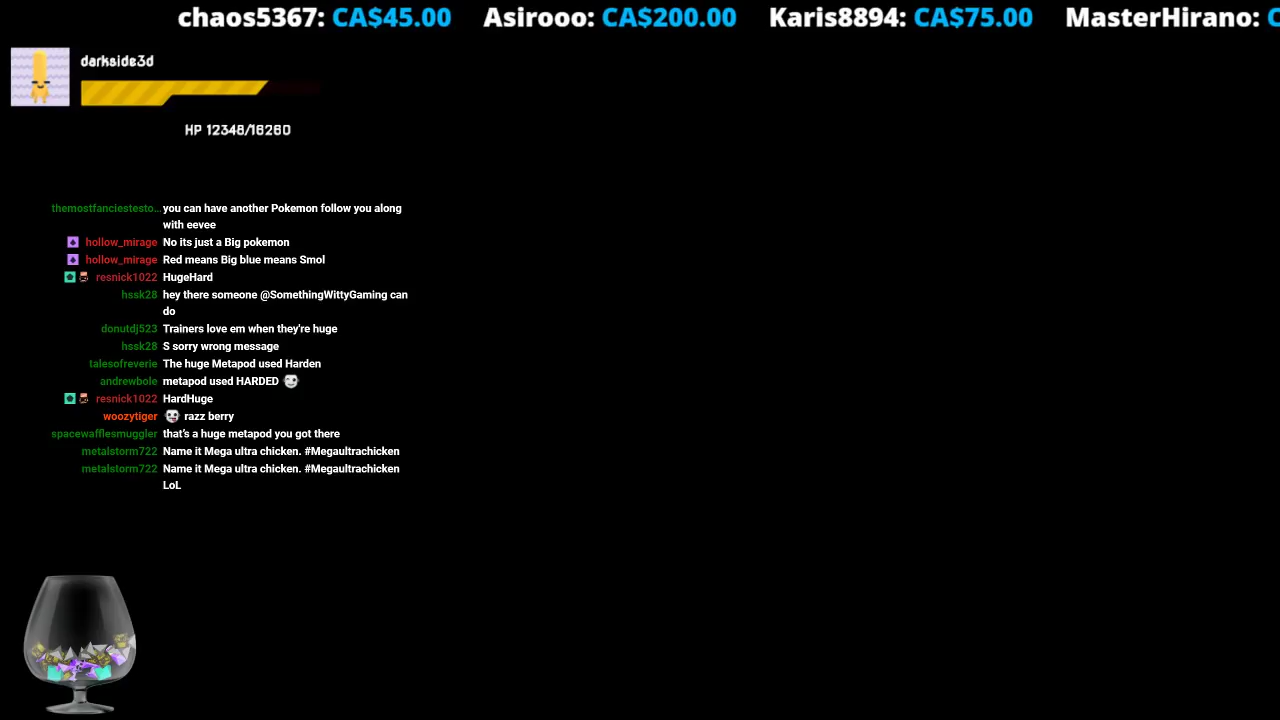 chaos5367: CA$45.00 Asirooo: CA$200.00 Karis8894: CA$75.00 MasterHirano: C
darkside3d
HP 12348/16260
themostfanciestesto... you can have another Pokemon follow you along
with eevee
hollow_mirage No its just a Big pokemon
hollow_mirage Red means Big blue means Smol
resnick1022 HugeHard
hssk28 hey there someone @SomethingWittyGaming can
do
donutdj523 Trainers love em when they're huge
hssk28 S sorry wrong message
talesofreverie The huge Metapod used Harden
andrewbole metapod used HARDED
resnick1022 HardHuge
woozytiger razz berry
spacewafflesmuggler that's a huge metapod you got there
metalstorm722 Name it Mega ultra chicken. #Megaultrachicken
metalstorm722 Name it Mega ultra chicken. #Megaultrachicken
LoL